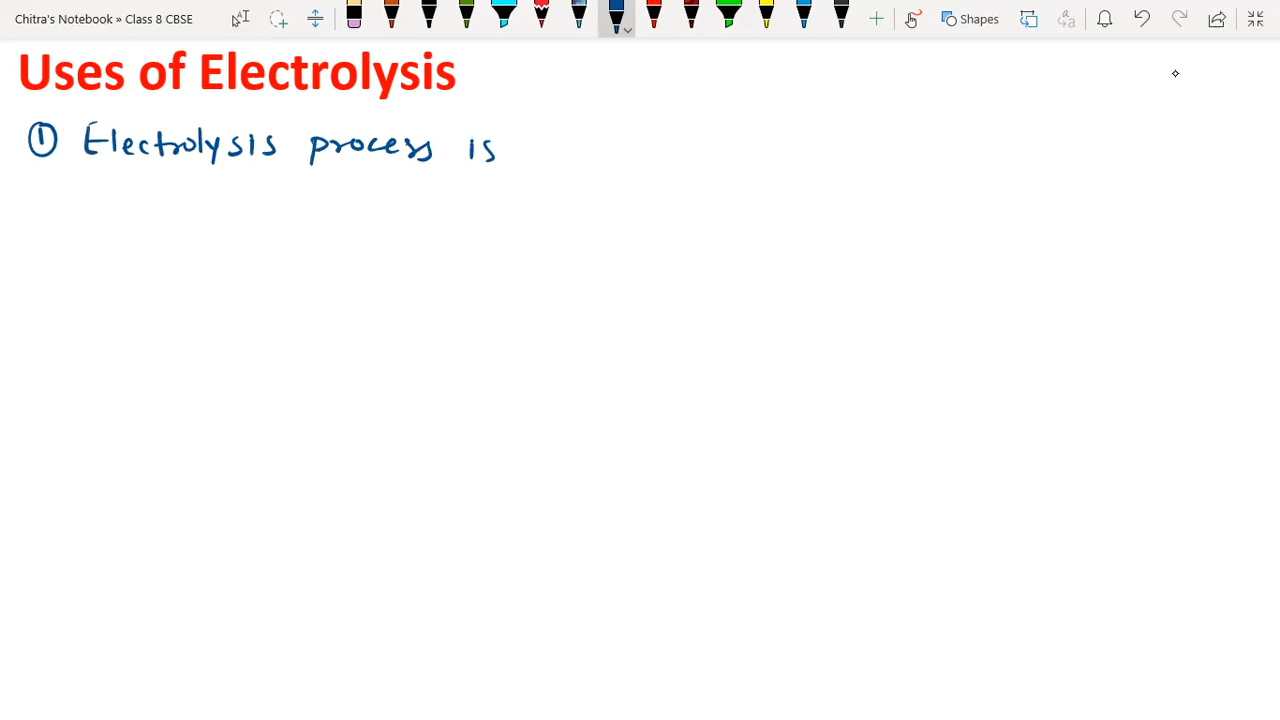 Chitra's Notebook » Class 8 CBSE
Shapes
Uses of Electrolysis
① Electrolysis process is